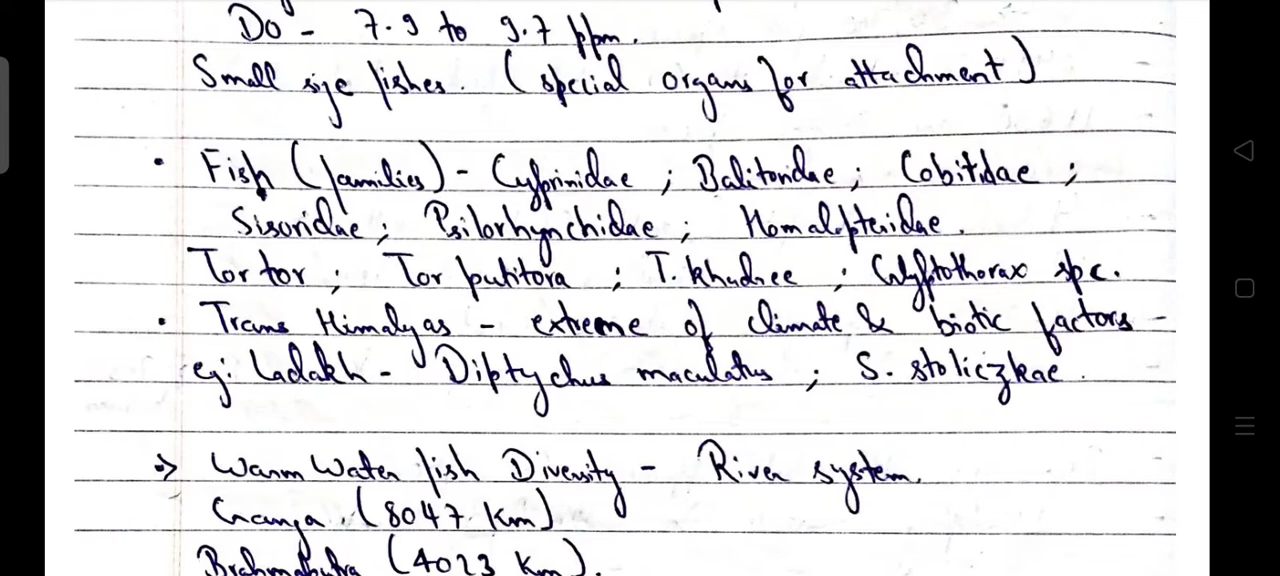 Do - 7.9 to 9.7 ppm.
Small size fishes. (special organs for attachment)
• Fish (families) - Cyprinidae ; Balitoridae ; Cobitidae ;
Sisoridae ; Psilorhynchidae ; Homalopteridae.
Tor tor ; Tor putitora ; T. khudree ; Glyptothorax spc.
• Trans Himalyas - extreme of climate & biotic factors -
eg: Ladakh - Diptychus maculatus ; S. stoliczkae.
=> Warm Water fish Diversity - River system.
Ganga (8047 Km)
Brahmaputra (4023 Km).